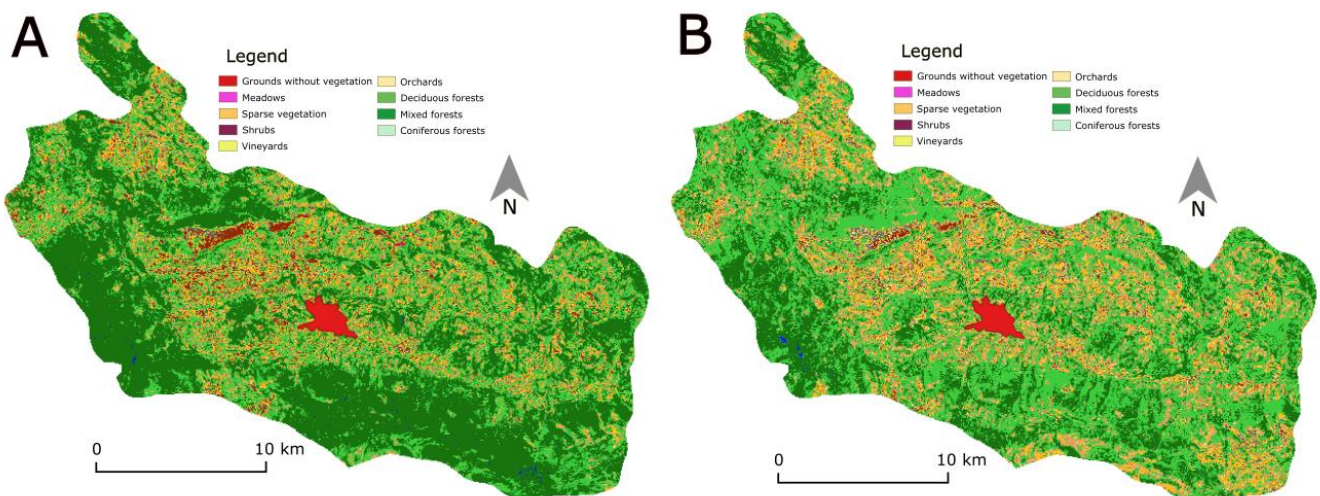 A
Legend
Grounds without vegetation
Meadows
Sparse vegetation
Shrubs
Vineyards
Orchards
Deciduous forests
Mixed forests
Coniferous forests
N
0 10 km
B
Legend
Grounds without vegetation
Meadows
Sparse vegetation
Shrubs
Vineyards
Orchards
Deciduous forests
Mixed forests
Coniferous forests
N
0 10 km